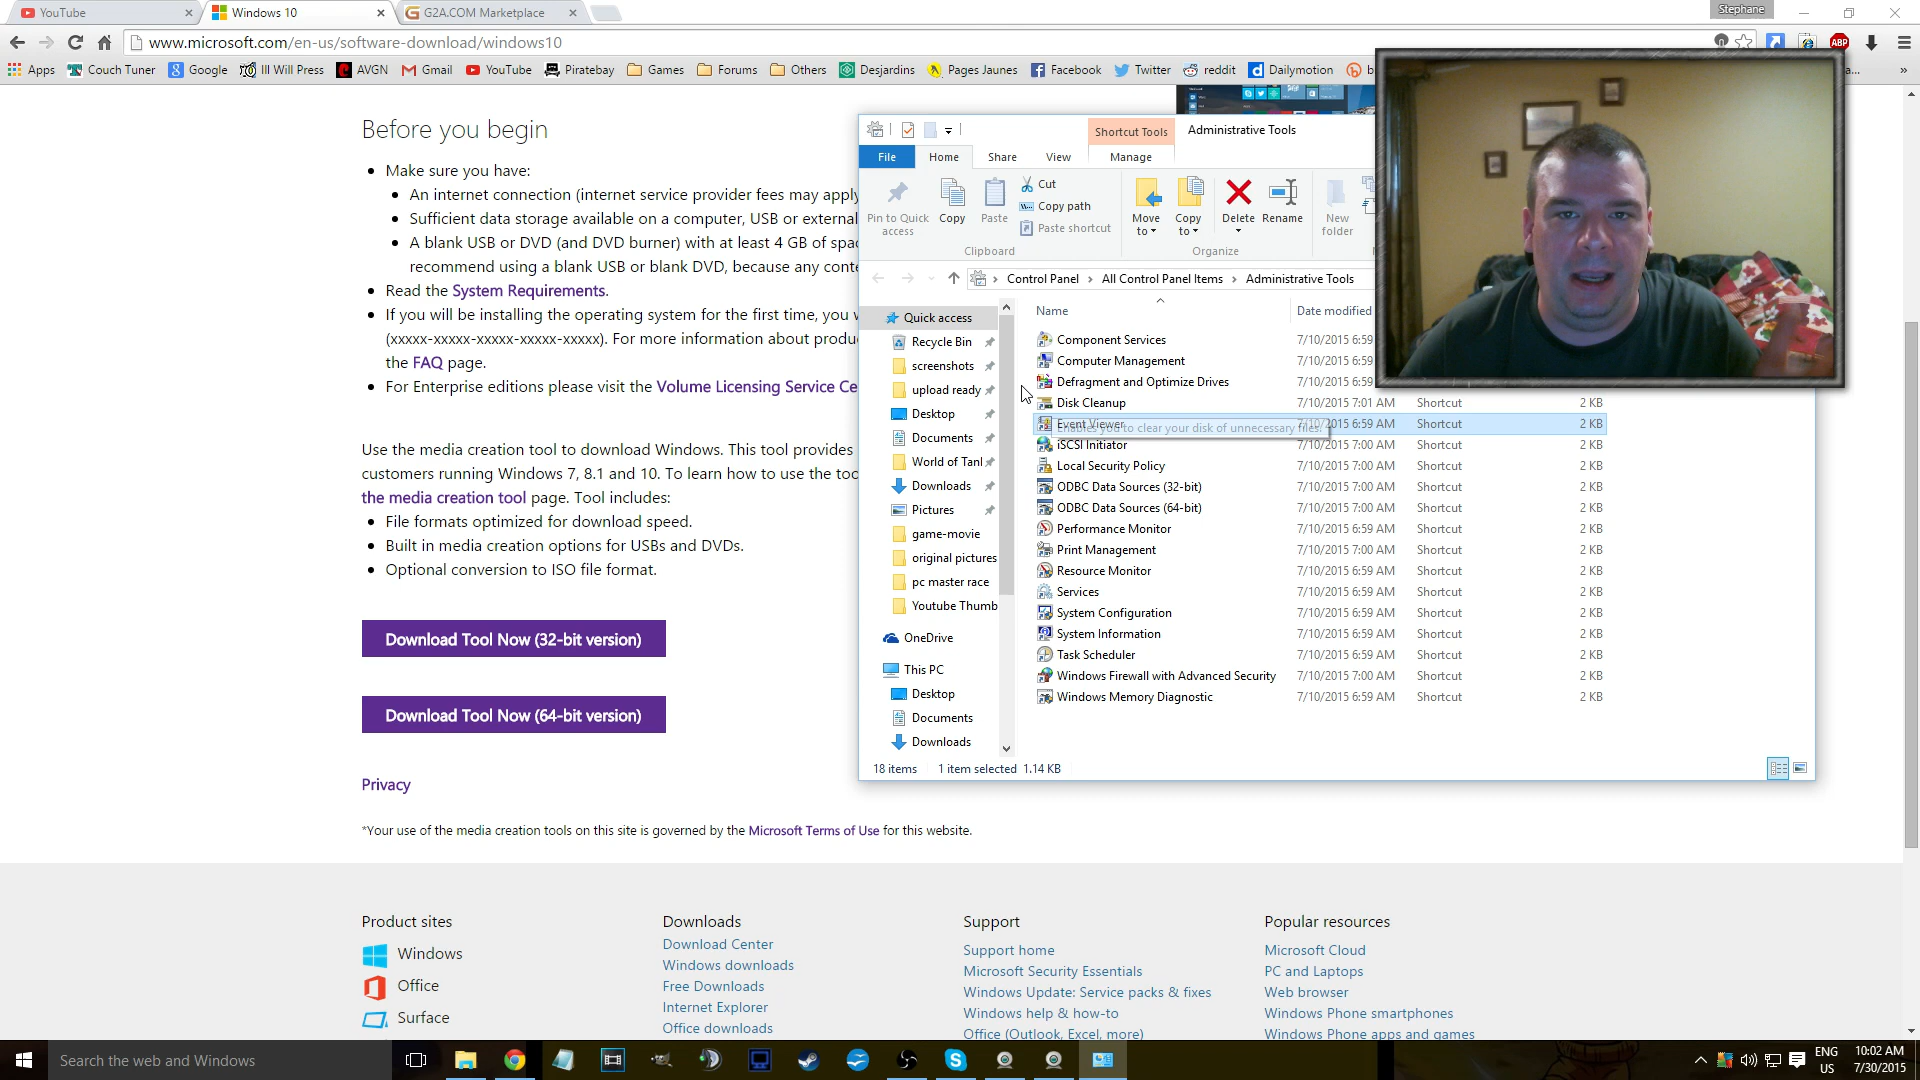 YouTube
Windows 10
G2A.COM Marketplace
Stephane
www.microsoft.com/en-us/software-download/windows10
Apps
Couch Tuner
Google
Ill Will Press
AVGN
Gmail
YouTube
Piratebay
Games
Forums
Others
Desjardins
Pages Jaunes
Facebook
Twitter
reddit
Dailymotion
Before you begin
Make sure you have:
An internet connection (internet service provider fees may apply
Sufficient data storage available on a computer, USB or external
A blank USB or DVD (and DVD burner) with at least 4 GB of spac
recommend using a blank USB or blank DVD, because any conte
Read the System Requirements.
If you will be installing the operating system for the first time, you w
(xxxxx-xxxxx-xxxxx-xxxxx-xxxxx). For more information about produc
the FAQ page.
For Enterprise editions please visit the Volume Licensing Service Ce
Use the media creation tool to download Windows. This tool provides
customers running Windows 7, 8.1 and 10. To learn how to use the too
the media creation tool page. Tool includes:
File formats optimized for download speed.
Built in media creation options for USBs and DVDs.
Optional conversion to ISO file format.
Download Tool Now (32-bit version)
Download Tool Now (64-bit version)
Privacy
*Your use of the media creation tools on this site is governed by the Microsoft Terms of Use for this website.
Product sites
Windows
Office
Surface
Downloads
Download Center
Windows downloads
Free Downloads
Internet Explorer
Office downloads
Support
Support home
Microsoft Security Essentials
Windows Update: Service packs & fixes
Windows help & how-to
Office (Outlook, Excel, more)
Popular resources
Microsoft Cloud
PC and Laptops
Web browser
Windows Phone smartphones
Windows Phone apps and games
Shortcut Tools
Administrative Tools
File
Home
Share
View
Manage
Pin to Quick access
Copy
Paste
Cut
Copy path
Paste shortcut
Clipboard
Move to
Copy to
Delete
Rename
Organize
New folder
Control Panel
All Control Panel Items
Administrative Tools
Quick access
Recycle Bin
screenshots
upload ready
Desktop
Documents
World of Tanl
Downloads
Pictures
game-movie
original pictures
pc master race
Youtube Thumb
OneDrive
This PC
Desktop
Documents
Downloads
Name
Date modified
Component Services 7/10/2015 6:59
Computer Management 7/10/2015 6:59
Defragment and Optimize Drives 7/10/2015 6:59
Disk Cleanup 7/10/2015 7:01 AM Shortcut 2 KB
Event Viewer 7/10/2015 6:59 AM Shortcut 2 KB
Enables you to clear your disk of unnecessary files.
iSCSI Initiator 7/10/2015 7:00 AM Shortcut 2 KB
Local Security Policy 7/10/2015 7:00 AM Shortcut 2 KB
ODBC Data Sources (32-bit) 7/10/2015 7:00 AM Shortcut 2 KB
ODBC Data Sources (64-bit) 7/10/2015 7:00 AM Shortcut 2 KB
Performance Monitor 7/10/2015 6:59 AM Shortcut 2 KB
Print Management 7/10/2015 7:00 AM Shortcut 2 KB
Resource Monitor 7/10/2015 6:59 AM Shortcut 2 KB
Services 7/10/2015 6:59 AM Shortcut 2 KB
System Configuration 7/10/2015 6:59 AM Shortcut 2 KB
System Information 7/10/2015 6:59 AM Shortcut 2 KB
Task Scheduler 7/10/2015 6:59 AM Shortcut 2 KB
Windows Firewall with Advanced Security 7/10/2015 7:00 AM Shortcut 2 KB
Windows Memory Diagnostic 7/10/2015 6:59 AM Shortcut 2 KB
18 items
1 item selected 1.14 KB
Search the web and Windows
ENG
US
10:02 AM
7/30/2015